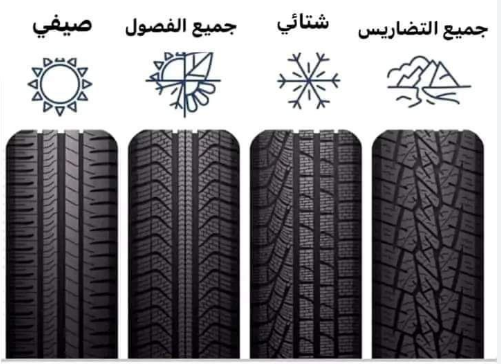 جميع التضاريس
شتائي
جميع الفصول
صيفي